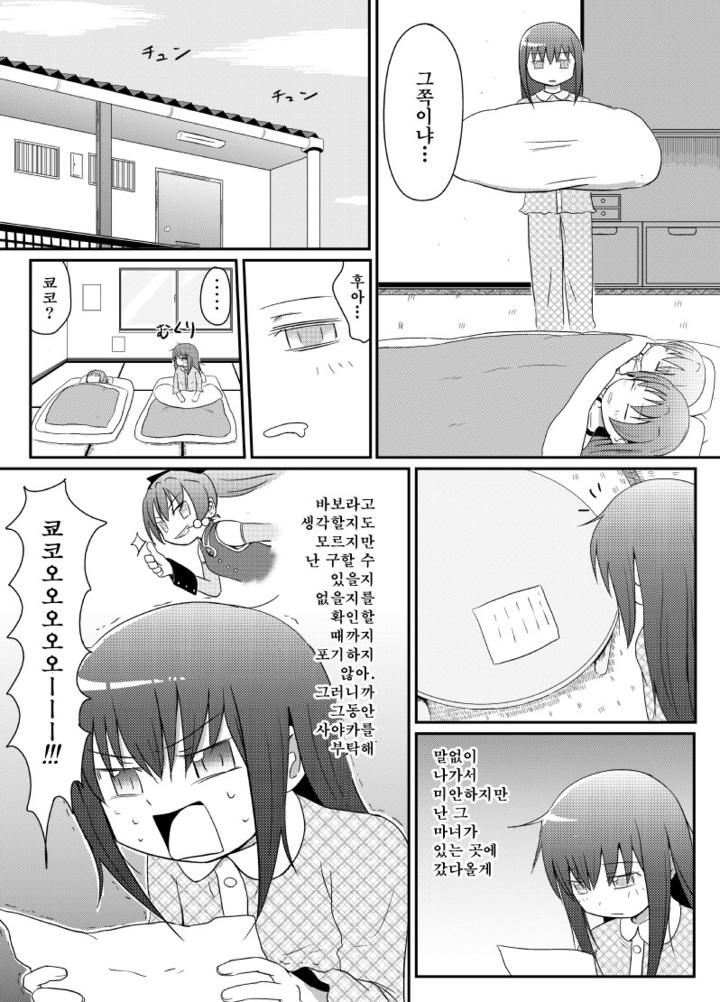 그쪽이냐…
チュン
チュン
후아…
むくり
‥‥
쿄코?
말없이
나가서
미안하지만
난 그
마녀가
있는 곳에
갔다올게
바보라고
생각할지도
모르지만
난 구할 수
있을지
없을지를
확인할
때까지
포기하지
않아.
그러니까
그동안
사야카를
부탁해
쿄코오오오오오ーーー!!!